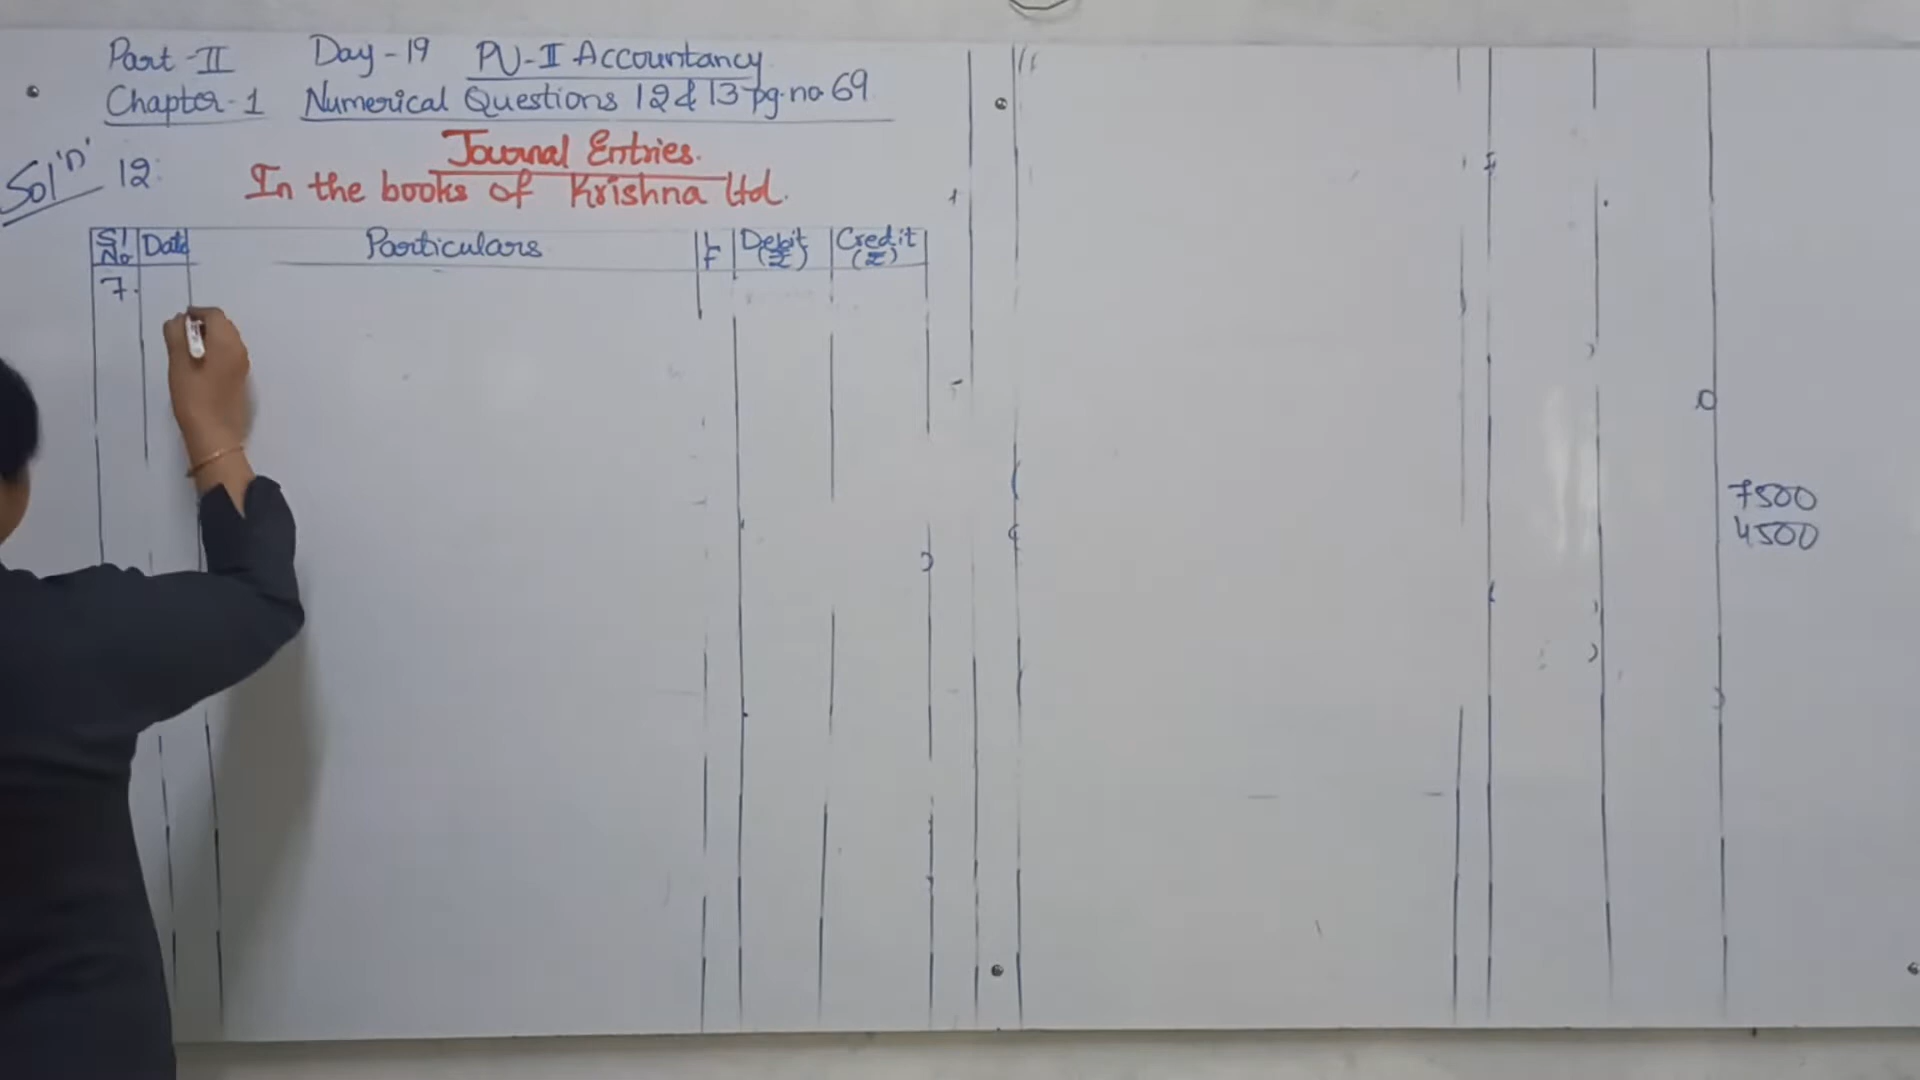 Part-II Day-19 PU-II Accountancy
Chapter-1 Numerical Questions 12 & 13 pg.no 69
Journal Entries.
Sol'n' 12: In the books of Krishna Ltd.
Sl No Date Particulars LF Debit (₹) Credit (₹)
7.
7500
4500